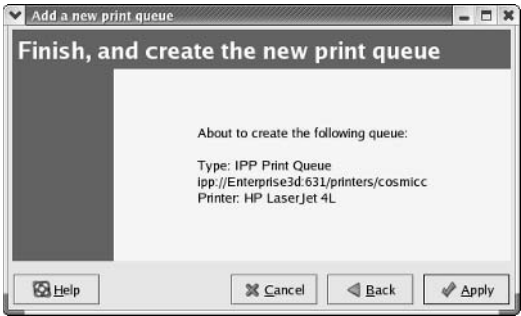 Add a new print queue
Finish, and create the new print queue
About to create the following queue:
Type: IPP Print Queue
ipp://Enterprise3d:631/printers/cosmicc
Printer: HP LaserJet 4L
Help
Cancel
Back
Apply